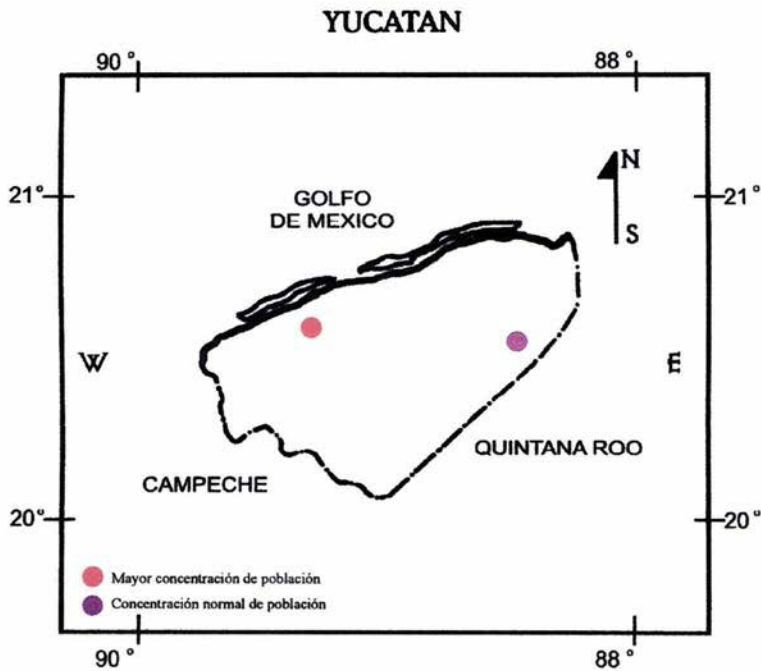 YUCATAN
90 °
88 °
N
21°
21°
GOLFO
DE MEXICO
S
W
E
QUINTANA ROO
CAMPECHE
20°
20°
Mayor concentración de población
Concentración normal de población
90 °
88 °